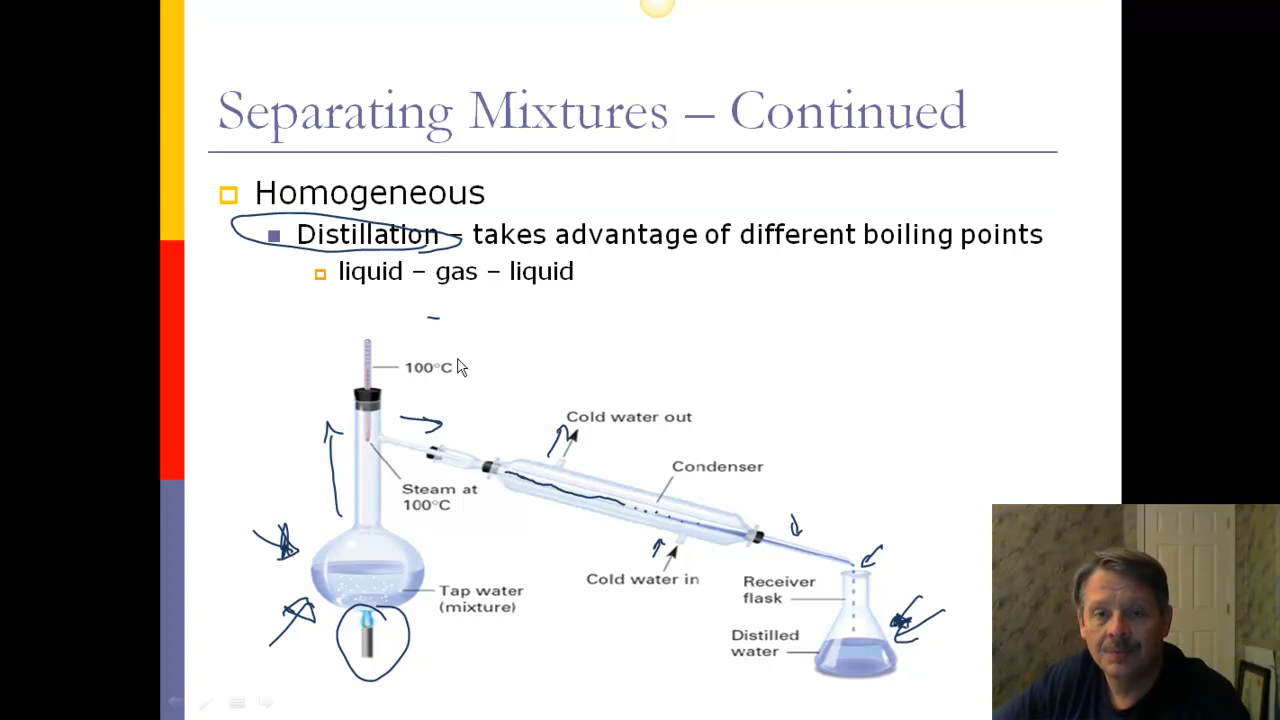 Separating Mixtures – Continued
Homogeneous
Distillation – takes advantage of different boiling points
liquid – gas – liquid
100°C
Cold water out
Condenser
Steam at
100°C
Cold water in
Tap water
(mixture)
Receiver
flask
Distilled
water